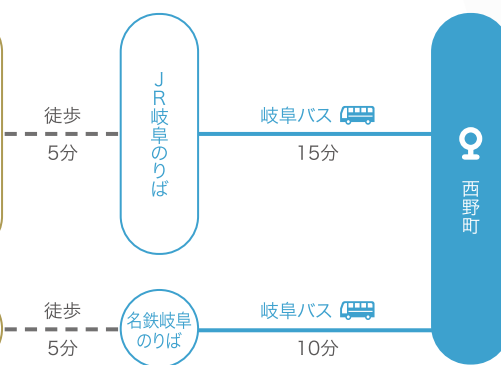 徒歩
5分
JR岐阜のりば
岐阜バス
15分
西野町
徒歩
5分
名鉄岐阜
のりば
岐阜バス
10分